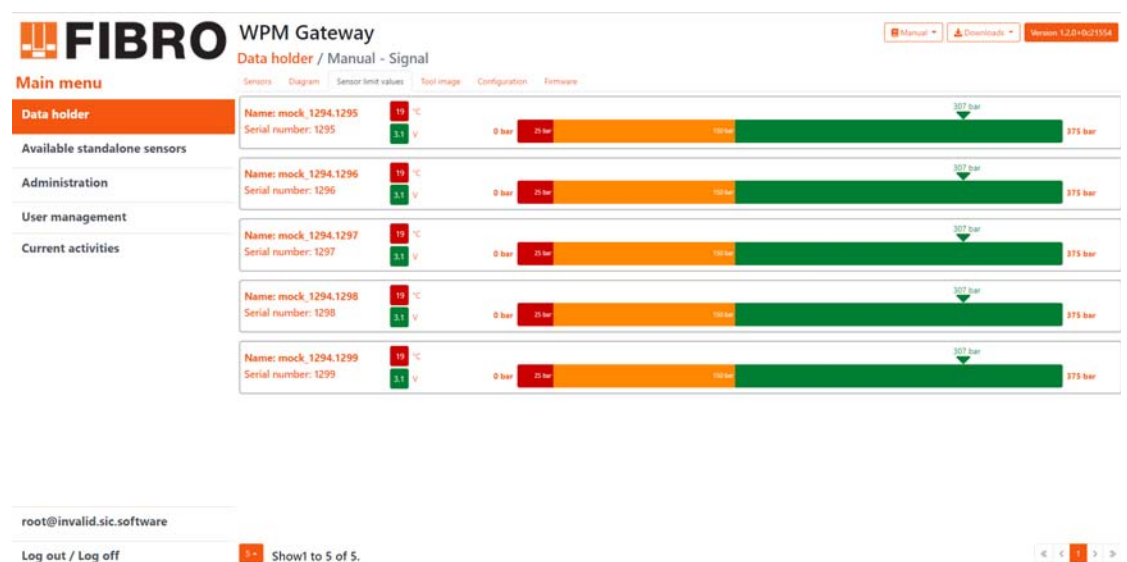 FIBRO
WPM Gateway
Manual
Downloads
Version 1.2.0+0c21554
Data holder / Manual - Signal
Main menu
Sensors Diagram Sensor limit values Tool image Configuration Firmware
Data holder
Available standalone sensors
Administration
User management
Current activities
Name: mock_1294.1295
Serial number: 1295
19 °C
3.1 V
0 bar 25 bar 150 bar 375 bar
307 bar
Name: mock_1294.1296
Serial number: 1296
19 °C
3.1 V
0 bar 25 bar 150 bar 375 bar
307 bar
Name: mock_1294.1297
Serial number: 1297
19 °C
3.1 V
0 bar 25 bar 150 bar 375 bar
307 bar
Name: mock_1294.1298
Serial number: 1298
19 °C
3.1 V
0 bar 25 bar 150 bar 375 bar
307 bar
Name: mock_1294.1299
Serial number: 1299
19 °C
3.1 V
0 bar 25 bar 150 bar 375 bar
307 bar
root@invalid.sic.software
Log out / Log off
5
Show1 to 5 of 5.
« ‹ 1 › »